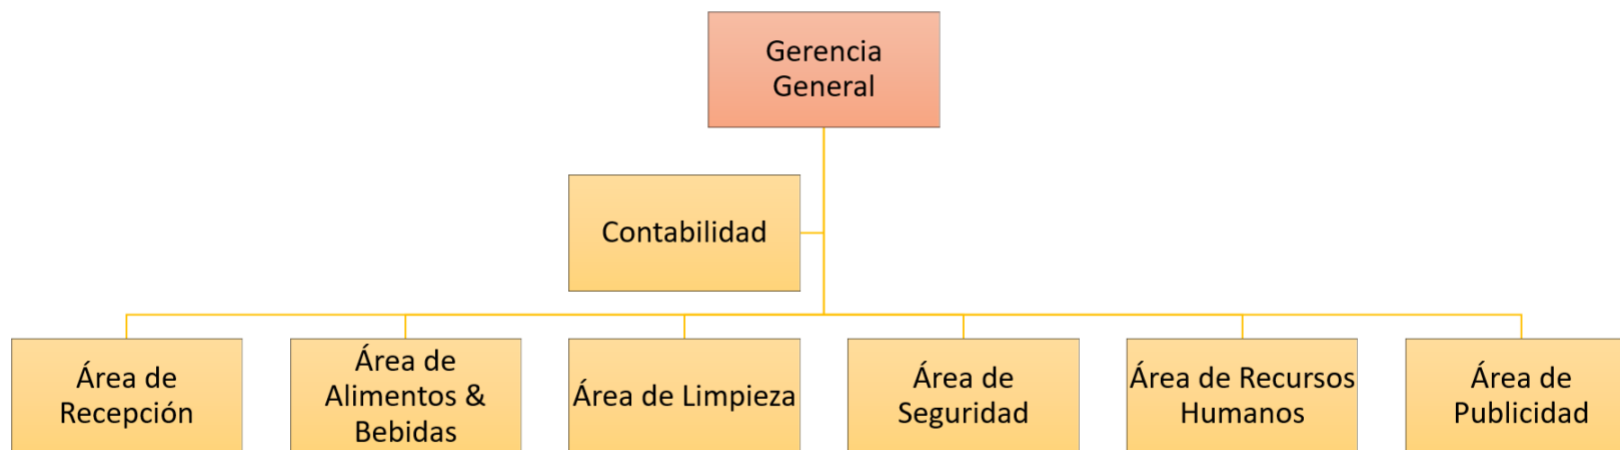 Gerencia
General
Contabilidad
Área de
Recepción
Área de
Alimentos &
Bebidas
Área de Limpieza
Área de
Seguridad
Área de Recursos
Humanos
Área de
Publicidad